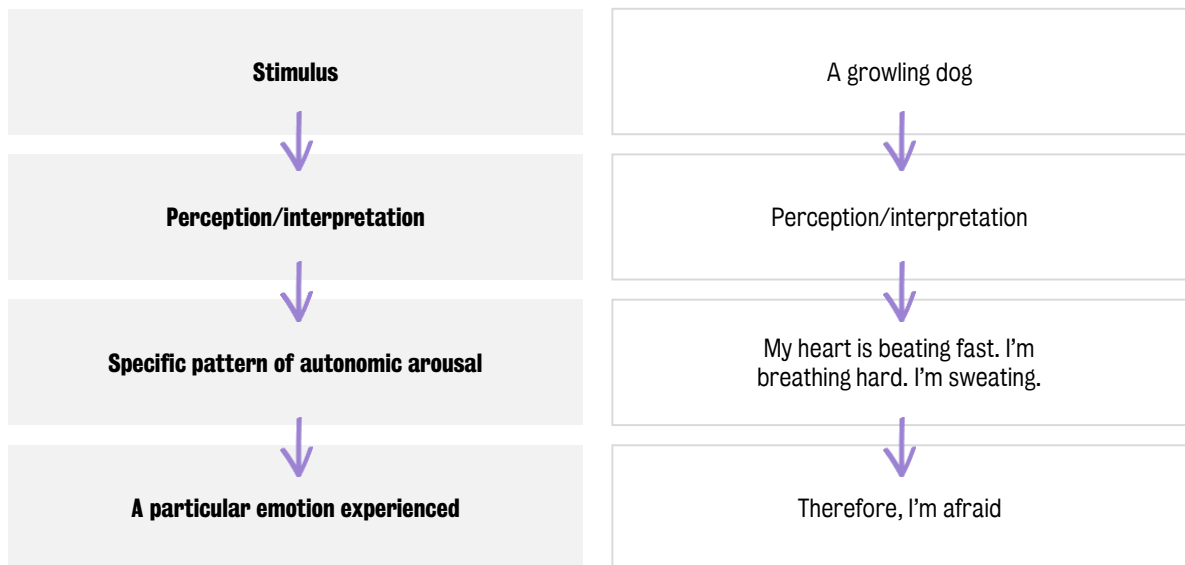 Stimulus
A growling dog
Perception/interpretation
Perception/interpretation
Specific pattern of autonomic arousal
My heart is beating fast. I'm
breathing hard. I'm sweating.
A particular emotion experienced
Therefore, I'm afraid